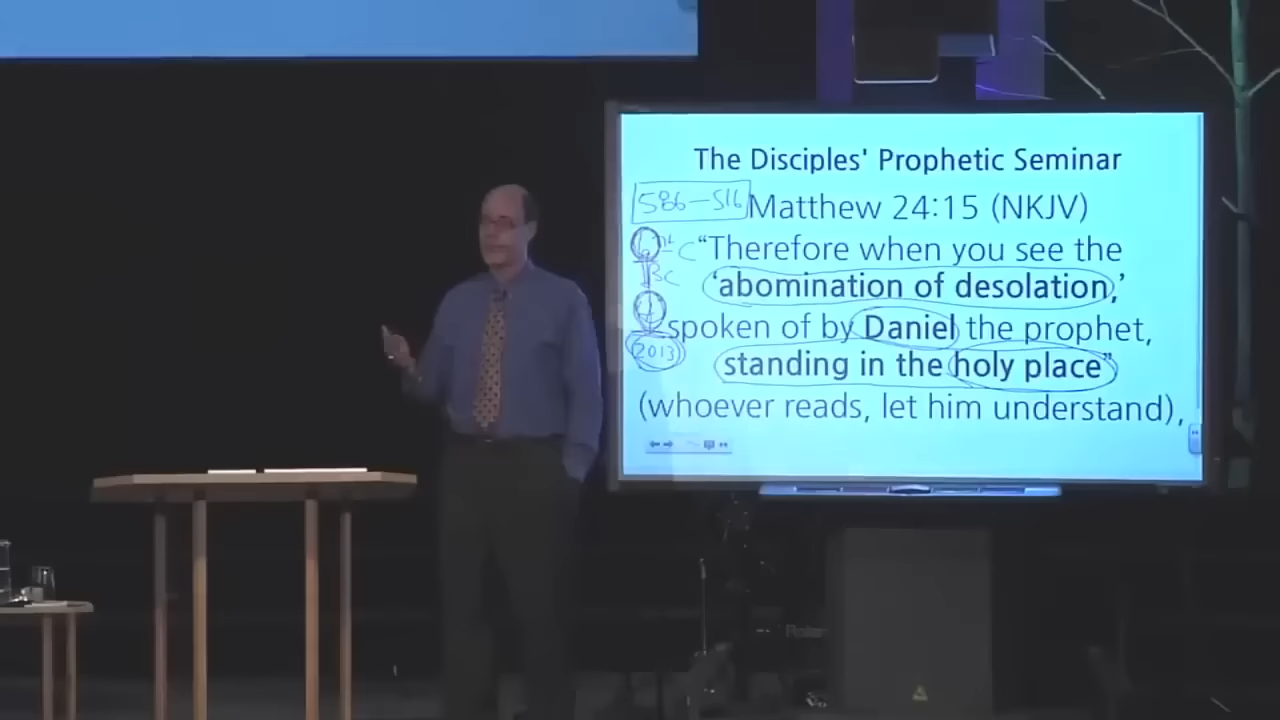 The Disciples' Prophetic Seminar
586-516
Matthew 24:15 (NKJV)
“Therefore when you see the
‘abomination of desolation,’
spoken of by Daniel the prophet,
2013
standing in the holy place”
(whoever reads, let him understand),
Roland